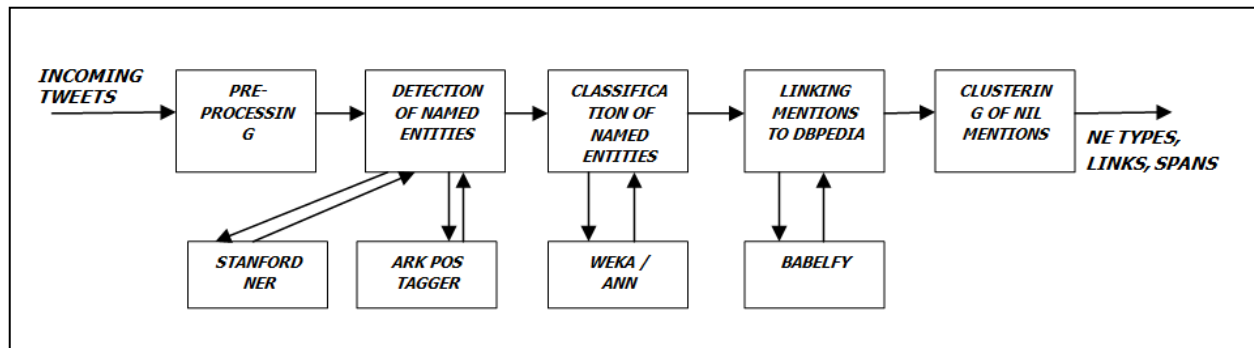 INCOMING
TWEETS
PRE-
PROCESSIN
G
DETECTION
OF NAMED
ENTITIES
CLASSIFICA
TION OF
NAMED
ENTITIES
LINKING
MENTIONS
TO DBPEDIA
CLUSTERIN
G OF NIL
MENTIONS
NE TYPES,
LINKS, SPANS
STANFORD
NER
ARK POS
TAGGER
WEKA /
ANN
BABELFY